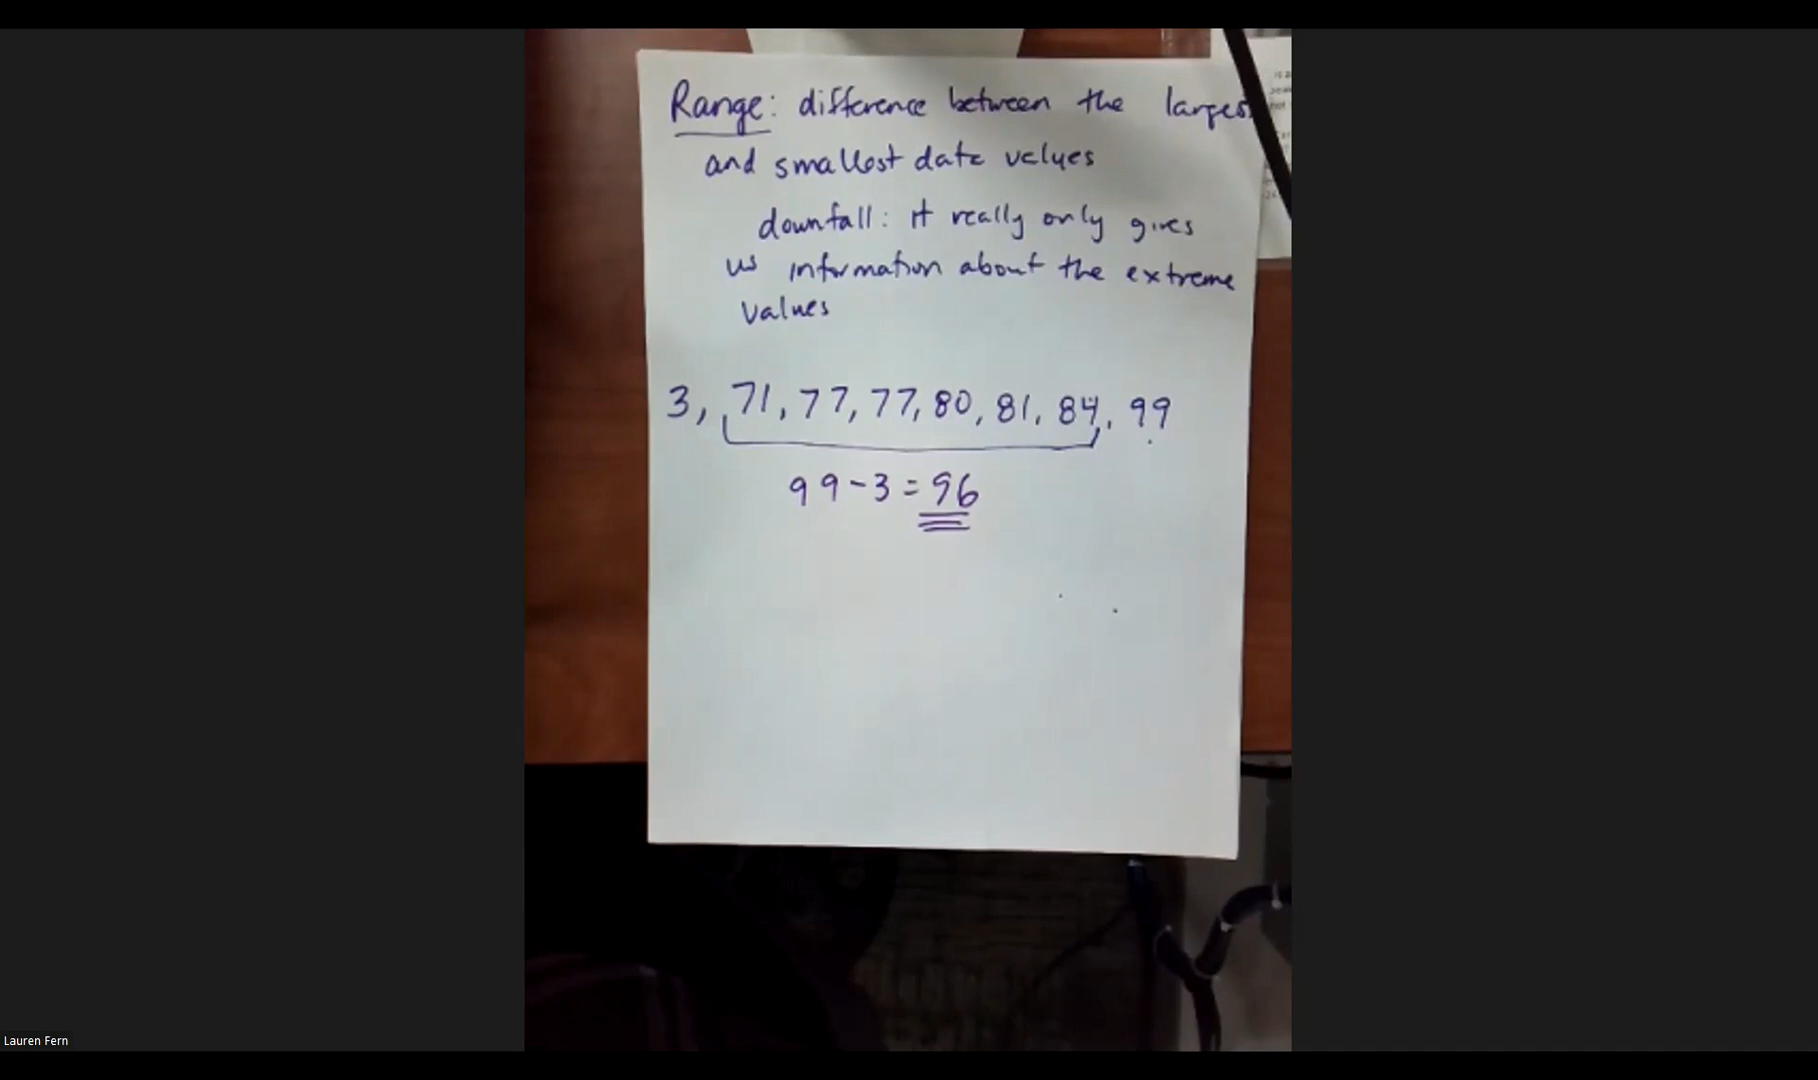 Range: difference between the larges
and smallest data values
downfall: it really only gives
us information about the extreme
values
3, 71, 77, 77, 80, 81, 84, 99
99-3=96
Lauren Fern